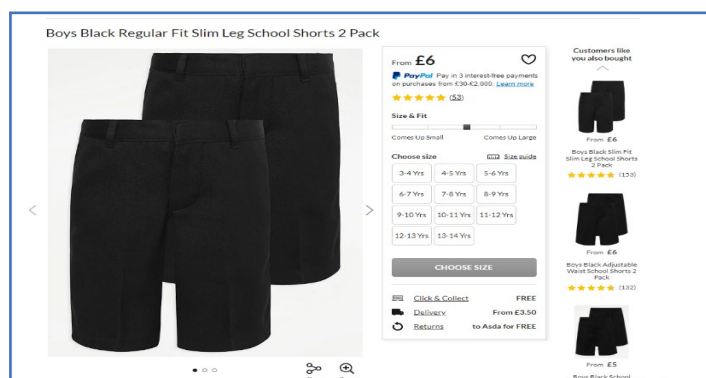 Boys Black Regular Fit Slim Leg School Shorts 2 Pack
From £6
PayPal Pay in 3 interest-free payments
on purchases from £30-£2,000. Learn more
(53)
Size & Fit
Comes Up Small Comes Up Large
Choose size Size guide
3-4 Yrs 4-5 Yrs 5-6 Yrs
6-7 Yrs 7-8 Yrs 8-9 Yrs
9-10 Yrs 10-11 Yrs 11-12 Yrs
12-13 Yrs 13-14 Yrs
CHOOSE SIZE
Click & Collect FREE
Delivery From £3.50
Returns to Asda for FREE
Customers like
you also bought
From £6
Boys Black Slim Fit
Slim Leg School Shorts
2 Pack
(153)
From £6
Boys Black Adjustable
Waist School Shorts 2
Pack
(132)
From £5
Boys Black School